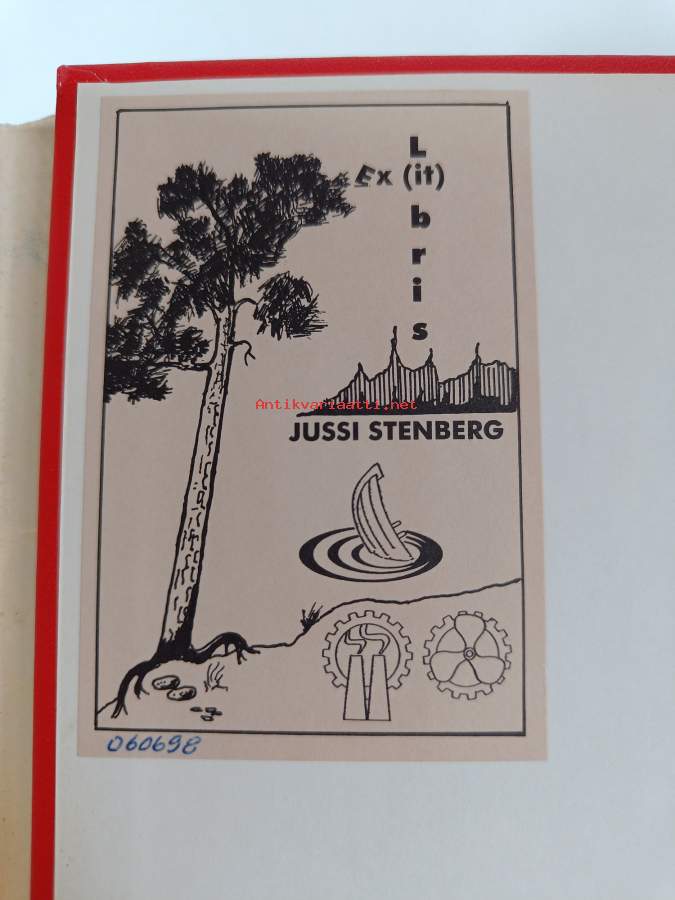 L
Ex (it)
b
r
i
s
Antikvariaatti.net
JUSSI STENBERG
060698